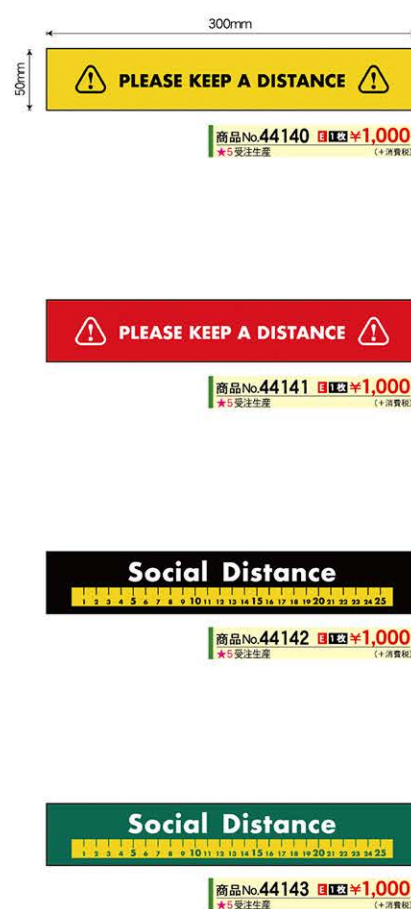 300mm
50mm
PLEASE KEEP A DISTANCE
商品No.44140 E 1枚 ¥1,000
★5受注生産 (+消費税)
PLEASE KEEP A DISTANCE
商品No.44141 E 1枚 ¥1,000
★5受注生産 (+消費税)
Social Distance
1 2 3 4 5 6 7 8 9 10 11 12 13 14 15 16 17 18 19 20 21 22 23 24 25
商品No.44142 E 1枚 ¥1,000
★5受注生産 (+消費税)
Social Distance
1 2 3 4 5 6 7 8 9 10 11 12 13 14 15 16 17 18 19 20 21 22 23 24 25
商品No.44143 E 1枚 ¥1,000
★5受注生産 (+消費税)